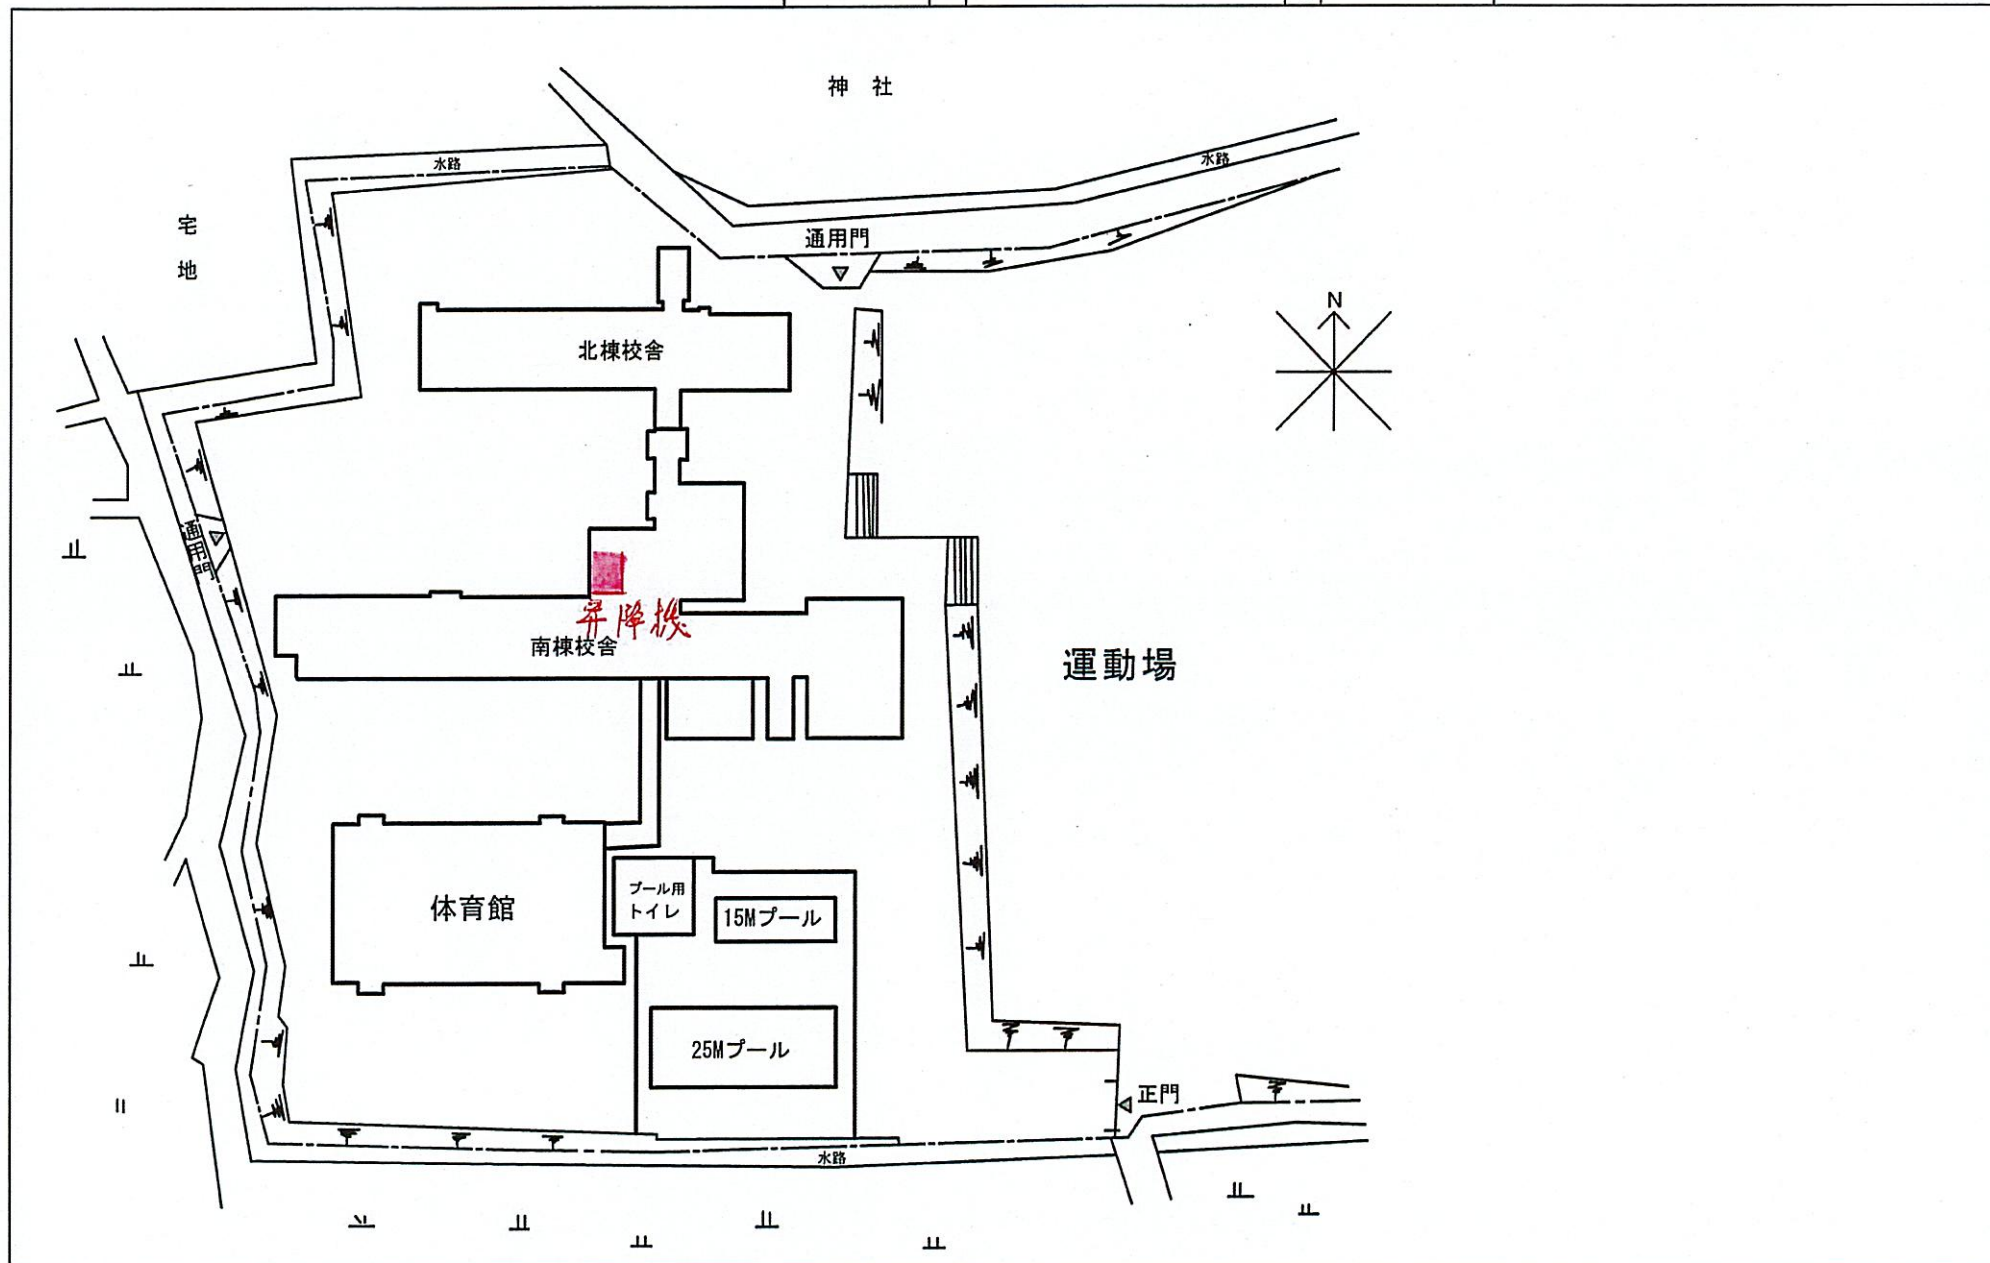 神社
水路
水路
宅地
通用門
N
北棟校舎
通用門
昇降機
南棟校舎
運動場
プール用
トイレ
体育館
15Mプール
25Mプール
正門
水路